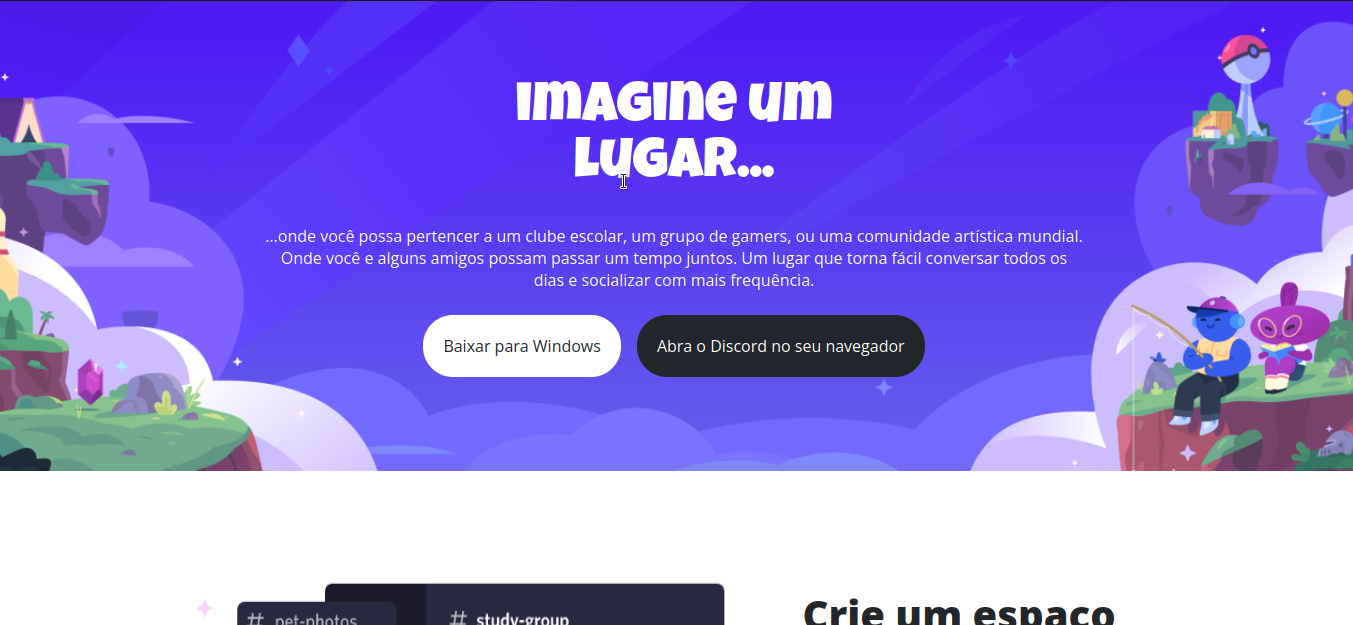 Imagine um
lugar...
...onde você possa pertencer a um clube escolar, um grupo de gamers, ou uma comunidade artística mundial.
Onde você e alguns amigos possam passar um tempo juntos. Um lugar que torna fácil conversar todos os
dias e socializar com mais frequência.
Baixar para Windows
Abra o Discord no seu navegador
# pet-photos
# study-group
Crie um espaço